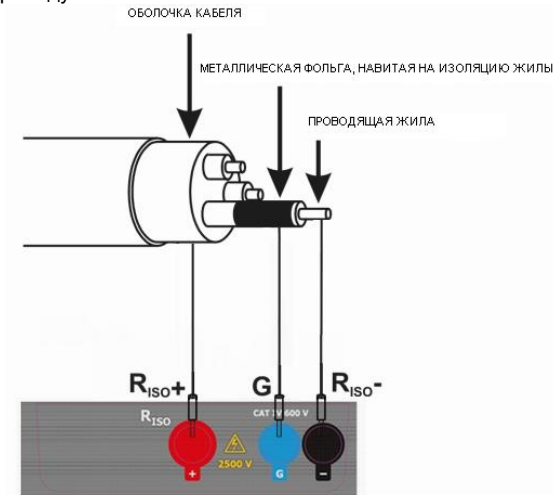 ОБОЛОЧКА КАБЕЛЯ
МЕТАЛЛИЧЕСКАЯ ФОЛЬГА, НАВИТАЯ НА ИЗОЛЯЦИЮ ЖИЛЫ
ПРОВОДЯЩАЯ ЖИЛА
RISO+ G RISO-
RISO CAT IV 600 V
2500 V
+ G -